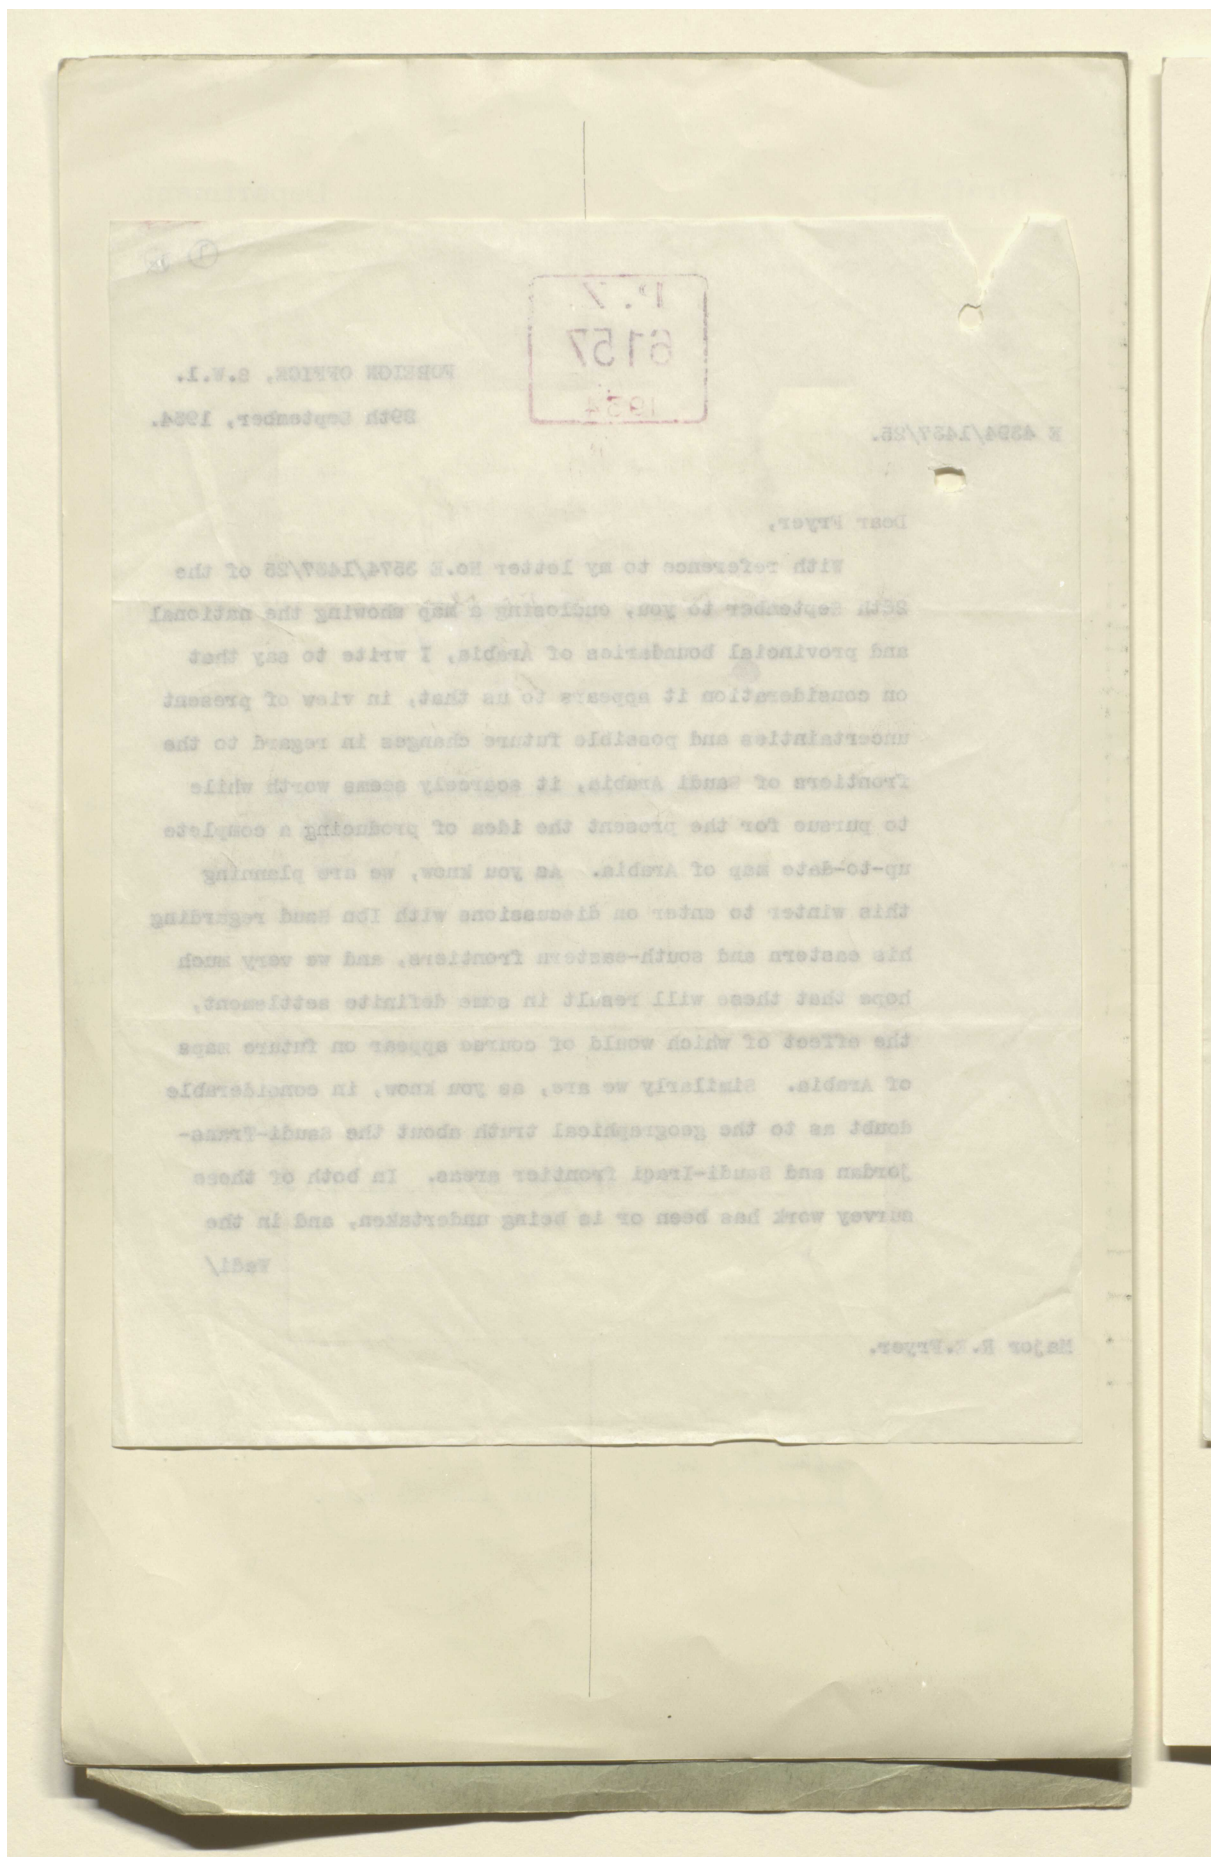 P.Z.
6157
1934
FOREIGN OFFICE, S.W.1.
29th September, 1934.
E 4394/1457/25.
Dear Fryer,
With reference to my letter No.E 3574/1457/25 of the
26th September to you, enclosing a map showing the national
and provincial boundaries of Arabia, I write to say that
on consideration it appears to us that, in view of present
uncertainties and possible future changes in regard to the
frontiers of Saudi Arabia, it scarcely seems worth while
to pursue for the present the idea of producing a complete
up-to-date map of Arabia. As you know, we are planning
this winter to enter on discussions with Ibn Saud regarding
his eastern and south-eastern frontiers, and we very much
hope that these will result in some definite settlement,
the effect of which would of course appear on future maps
of Arabia. Similarly we are, as you know, in considerable
doubt as to the geographical truth about the Saudi-Trans-
jordan and Saudi-Iraqi frontier areas. In both of these
survey work has been or is being undertaken, and in the
Wadi/
Major R.E.Fryer.